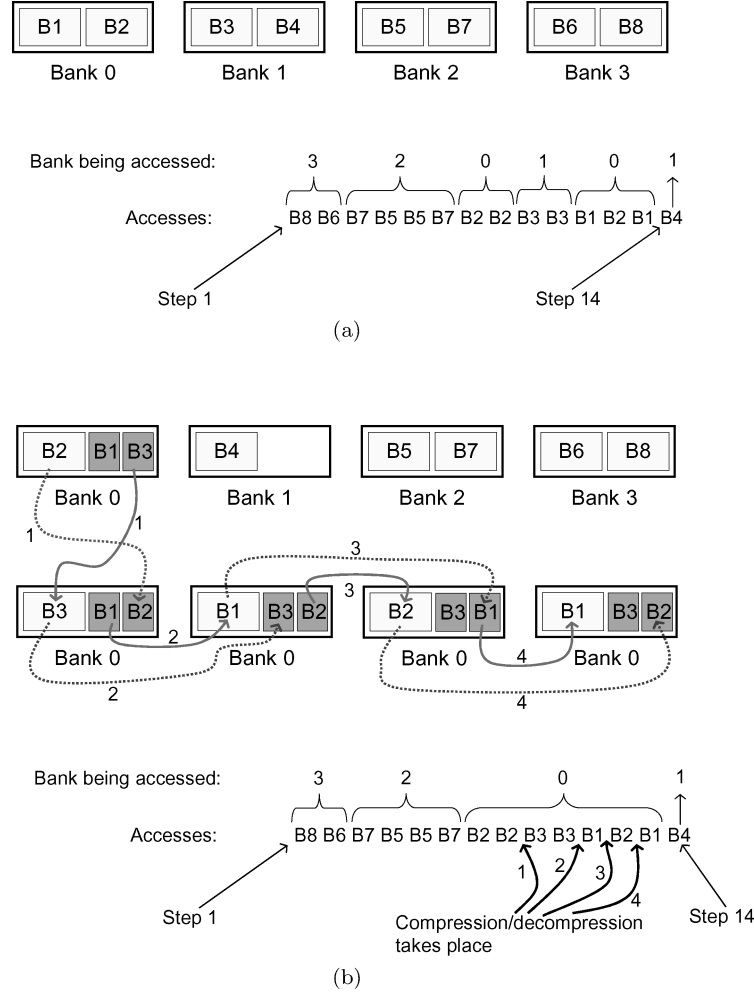 B1 B2 B3 B4 B5 B7 B6 B8
Bank 0 Bank 1 Bank 2 Bank 3
Bank being accessed: 3 2 0 1 0 1
Accesses: B8 B6 B7 B5 B5 B7 B2 B2 B3 B3 B1 B2 B1 B4
Step 1 Step 14
(a)
B2 B1 B3 B4 B5 B7 B6 B8
Bank 0 Bank 1 Bank 2 Bank 3
1 1
3
3
B3 B1 B2 B1 B3 B2 B2 B3 B1 B1 B3 B2
2
Bank 0 Bank 0 Bank 0 Bank 0
4
2
4
Bank being accessed: 3 2 0 1
Accesses: B8 B6 B7 B5 B5 B7 B2 B2 B3 B3 B1 B2 B1 B4
1 2 3 4
Step 1 Step 14
Compression/decompression
takes place
(b)